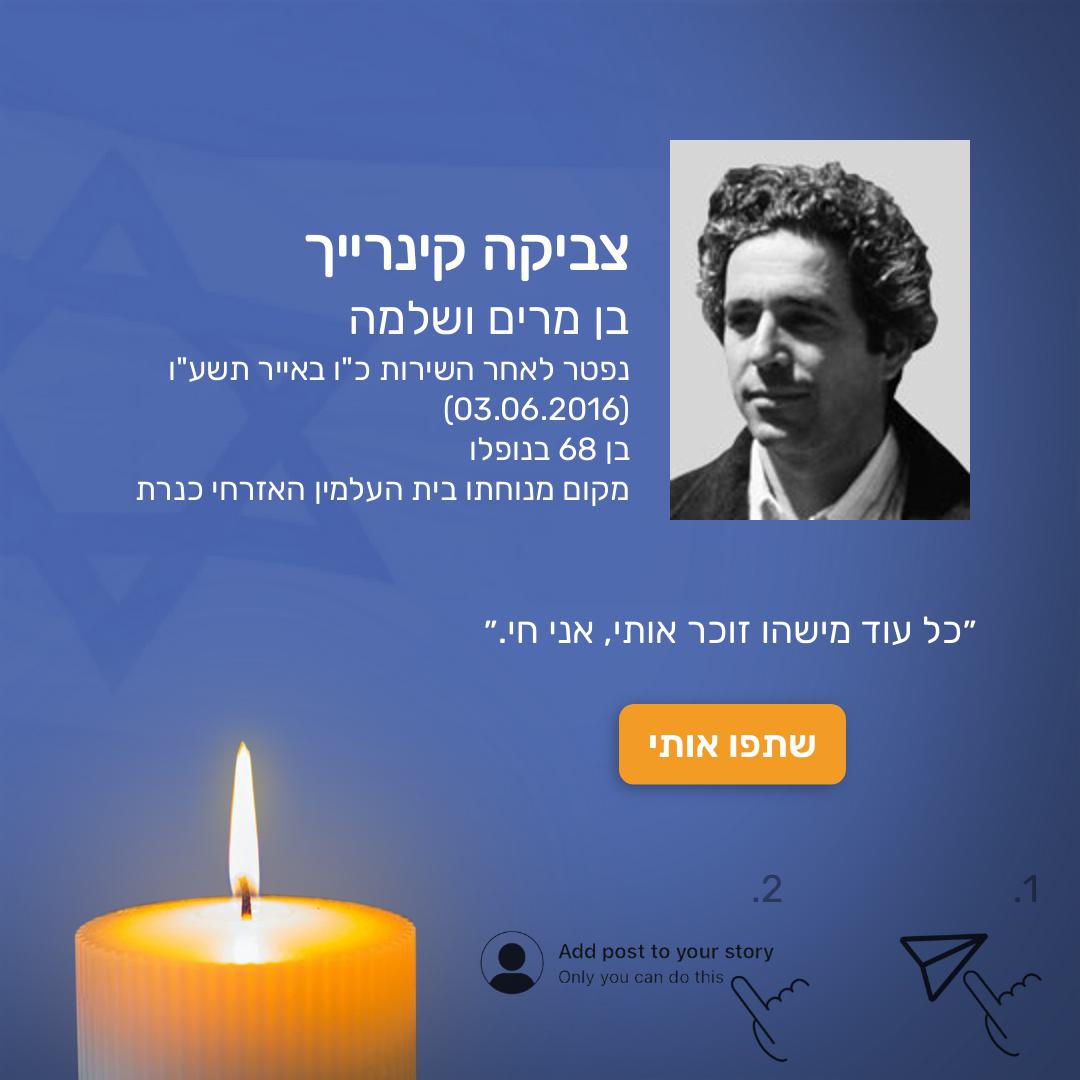 צביקה קינרייך
בן מרים ושלמה
נפטר לאחר השירות כ"ו באייר תשע"ו
(03.06.2016)
בן 68 בנופלו
מקום מנוחתו בית העלמין האזרחי כנרת
״כל עוד מישהו זוכר אותי, אני חי.״
שתפו אותי
1.
2.
Add post to your story
Only you can do this